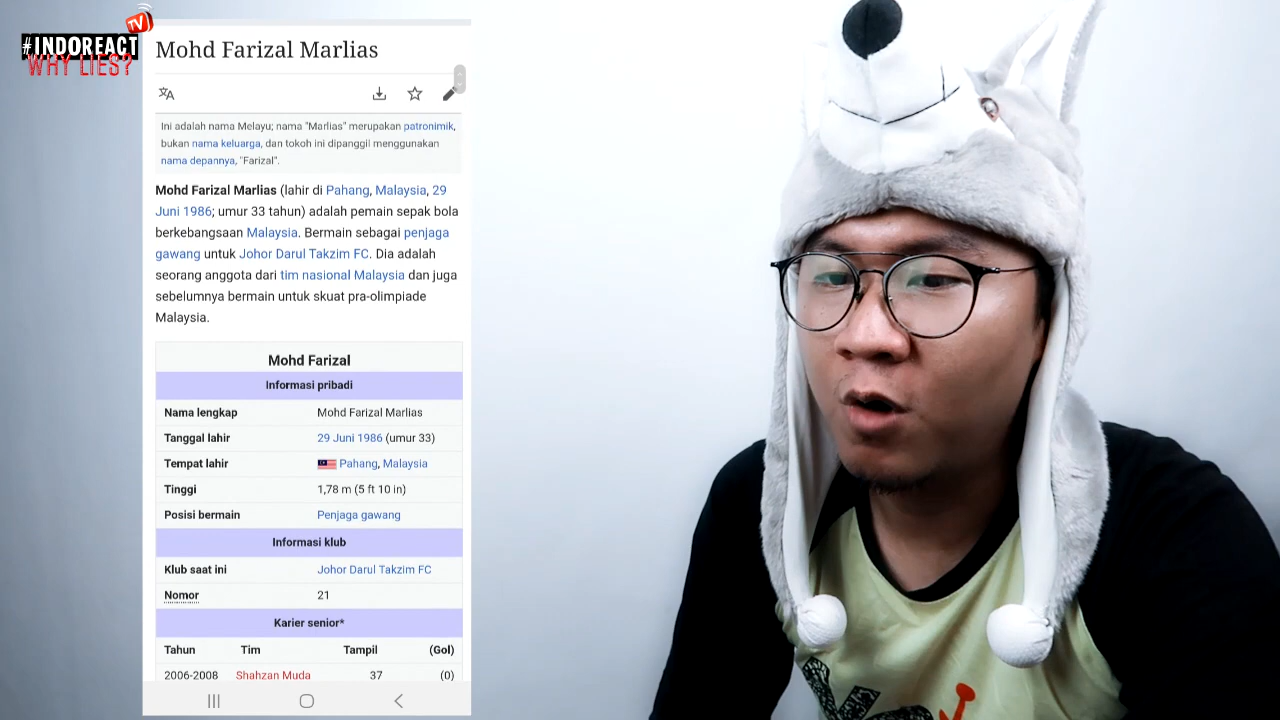 TV
#INDOREACT
WHY LIES?
Mohd Farizal Marlias
Ini adalah nama Melayu; nama "Marlias" merupakan patronimik,
bukan nama keluarga, dan tokoh ini dipanggil menggunakan
nama depannya, "Farizal".
Mohd Farizal Marlias (lahir di Pahang, Malaysia, 29
Juni 1986; umur 33 tahun) adalah pemain sepak bola
berkebangsaan Malaysia. Bermain sebagai penjaga
gawang untuk Johor Darul Takzim FC. Dia adalah
seorang anggota dari tim nasional Malaysia dan juga
sebelumnya bermain untuk skuat pra-olimpiade
Malaysia.
Mohd Farizal
Informasi pribadi
Nama lengkap Mohd Farizal Marlias
Tanggal lahir 29 Juni 1986 (umur 33)
Tempat lahir Pahang, Malaysia
Tinggi 1,78 m (5 ft 10 in)
Posisi bermain Penjaga gawang
Informasi klub
Klub saat ini Johor Darul Takzim FC
Nomor 21
Karier senior*
Tahun Tim Tampil (Gol)
2006-2008 Shahzan Muda 37 (0)